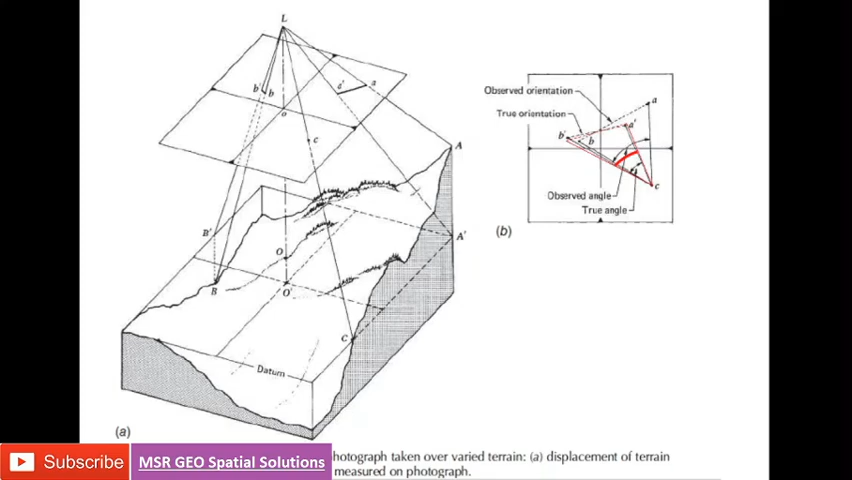 L
b' b
a' a
o
c
A
B'
A'
O
B
O'
C
Datum
(a)
Observed orientation
True orientation
a
a'
b'
b
Observed angle
True angle
c
(b)
hotograph taken over varied terrain: (a) displacement of terrain
measured on photograph.
Subscribe
MSR GEO Spatial Solutions